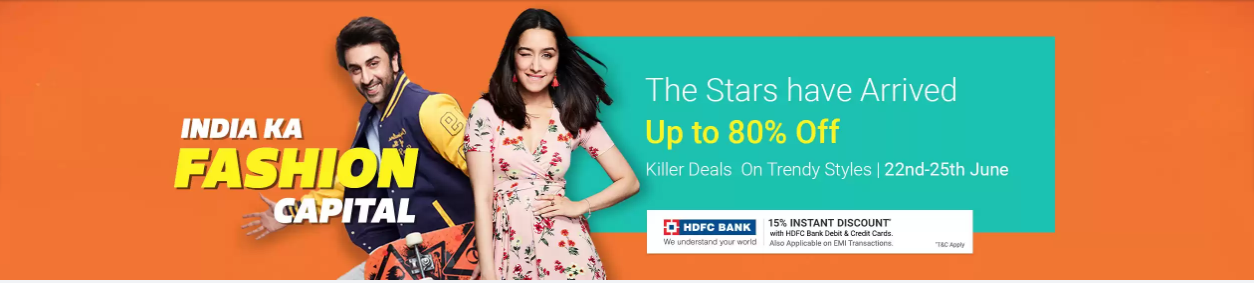 INDIA KA
FASHION
CAPITAL
The Stars have Arrived
Up to 80% Off
Killer Deals On Trendy Styles | 22nd-25th June
HDFC BANK
We understand your world
15% INSTANT DISCOUNT*
with HDFC Bank Debit & Credit Cards.
Also Applicable on EMI Transactions.
*T&C Apply